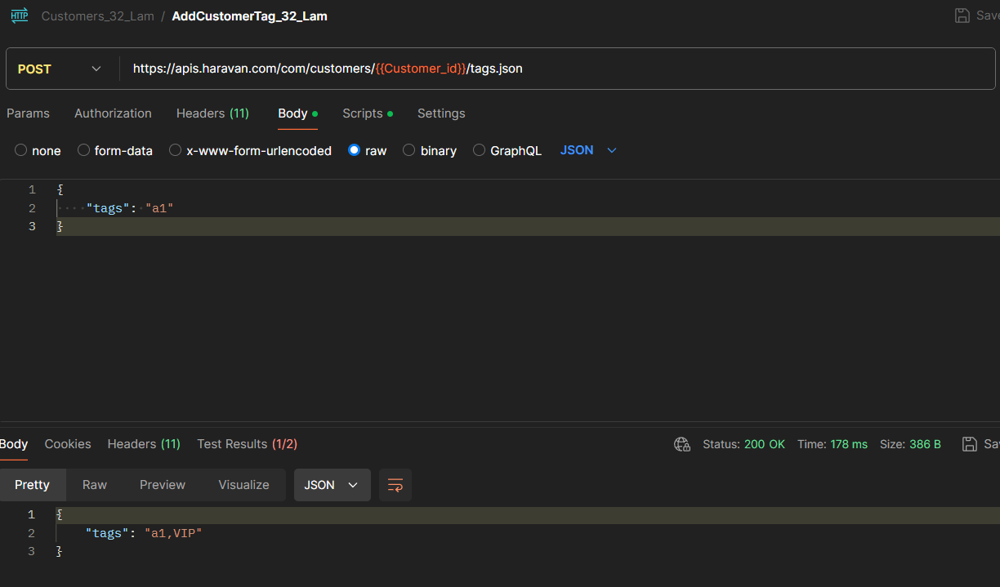 HTTP Customers_32_Lam / AddCustomerTag_32_Lam Save
POST https://apis.haravan.com/com/customers/{{Customer_id}}/tags.json
Params Authorization Headers (11) Body Scripts Settings
none form-data x-www-form-urlencoded raw binary GraphQL JSON
1 {
2 "tags": "a1"
3 }
Body Cookies Headers (11) Test Results (1/2) Status: 200 OK Time: 178 ms Size: 386 B Sav
Pretty Raw Preview Visualize JSON
1 {
2 "tags": "a1,VIP"
3 }